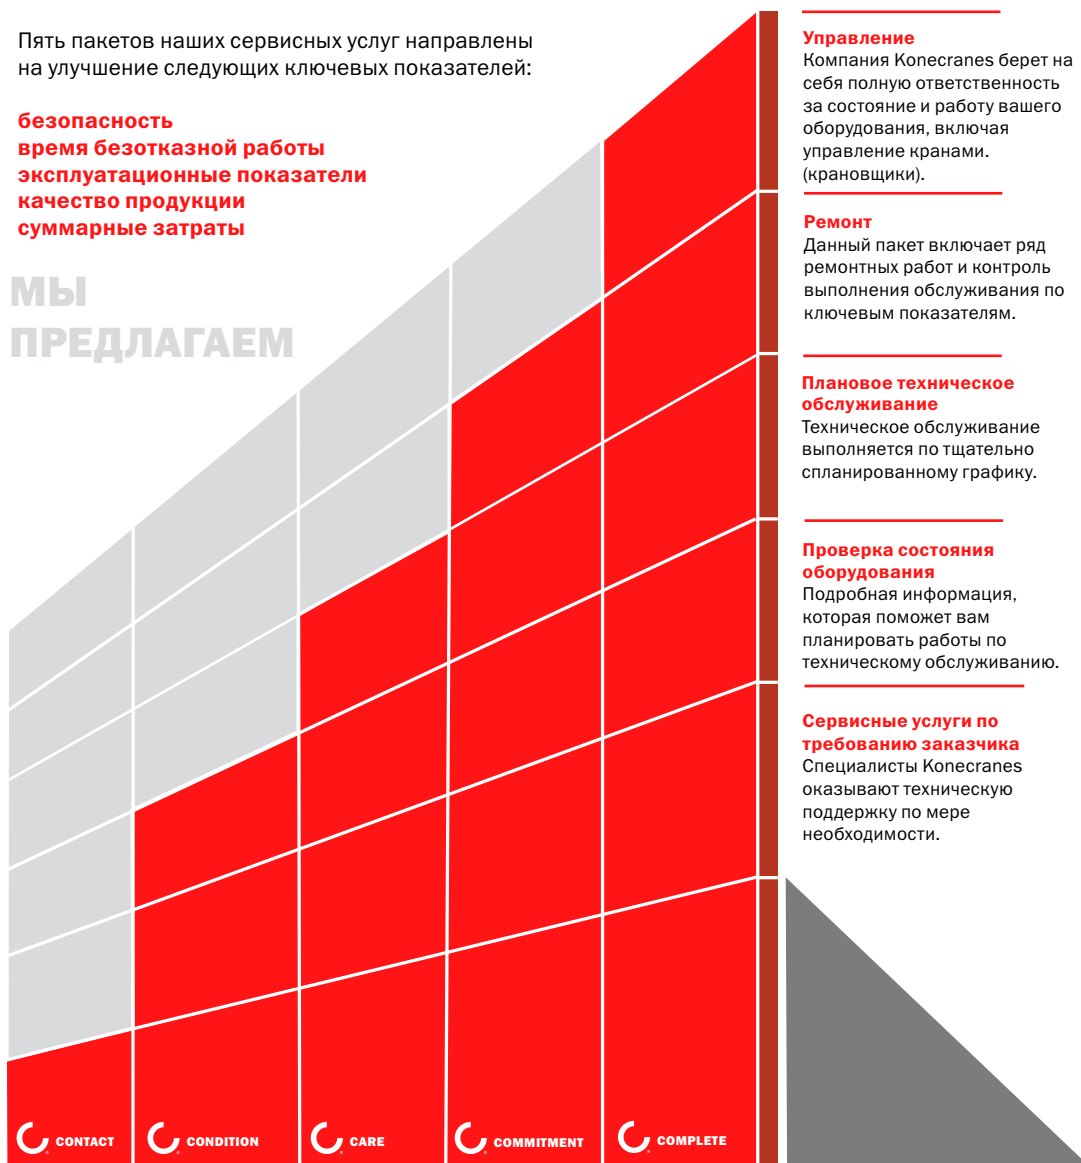 Пять пакетов наших сервисных услуг направлены
на улучшение следующих ключевых показателей:
безопасность
время безотказной работы
эксплуатационные показатели
качество продукции
суммарные затраты
МЫ
ПРЕДЛАГАЕМ
Управление
Компания Konecranes берет на
себя полную ответственность
за состояние и работу вашего
оборудования, включая
управление кранами.
(крановщики).
Ремонт
Данный пакет включает ряд
ремонтных работ и контроль
выполнения обслуживания по
ключевым показателям.
Плановое техническое
обслуживание
Техническое обслуживание
выполняется по тщательно
спланированному графику.
Проверка состояния
оборудования
Подробная информация,
которая поможет вам
планировать работы по
техническому обслуживанию.
Сервисные услуги по
требованию заказчика
Специалисты Konecranes
оказывают техническую
поддержку по мере
необходимости.
CONTACT
CONDITION
CARE
COMMITMENT
COMPLETE